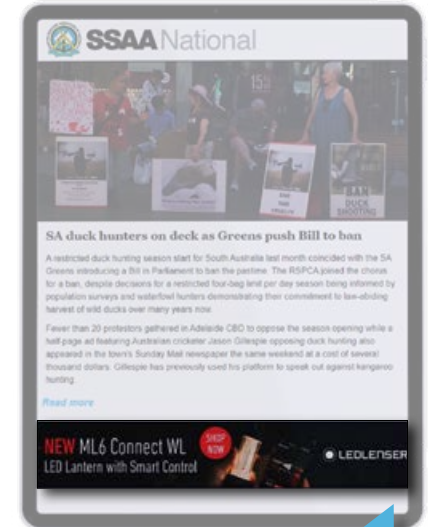 SSAA National
BAN
DUCK
SHOOTING
SA duck hunters on deck as Greens push Bill to ban
A restricted duck hunting season start for South Australia last month coincided with the SA
Greens introducing a Bill in Parliament to ban the pastime. The RSPCA joined the chorus
for a ban, despite decisions for a restricted four-bag limit per day season being informed by
population surveys and waterfowl hunters demonstrating their commitment to law-abiding
harvest of wild ducks over many years now.
Fewer than 20 protestors gathered in Adelaide CBD to oppose the season opening while a
half-page ad featuring Australian cricketer Jason Gillespie opposing duck hunting also
appeared in the town's Sunday Mail newspaper the same weekend at a cost of several
thousand dollars. Gillespie has previously used his platform to speak out against kangaroo
hunting.
Read more
NEW ML6 Connect WL
LED Lantern with Smart Control
SHOP
NOW
LEDLENSER